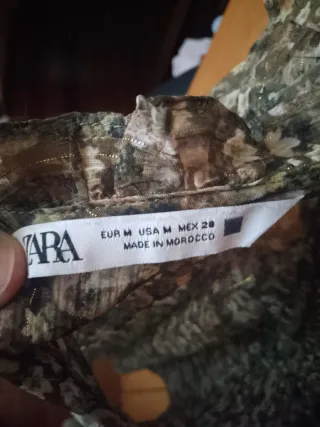 ZARA
EUR M USA M MEX 28
MADE IN MOROCCO